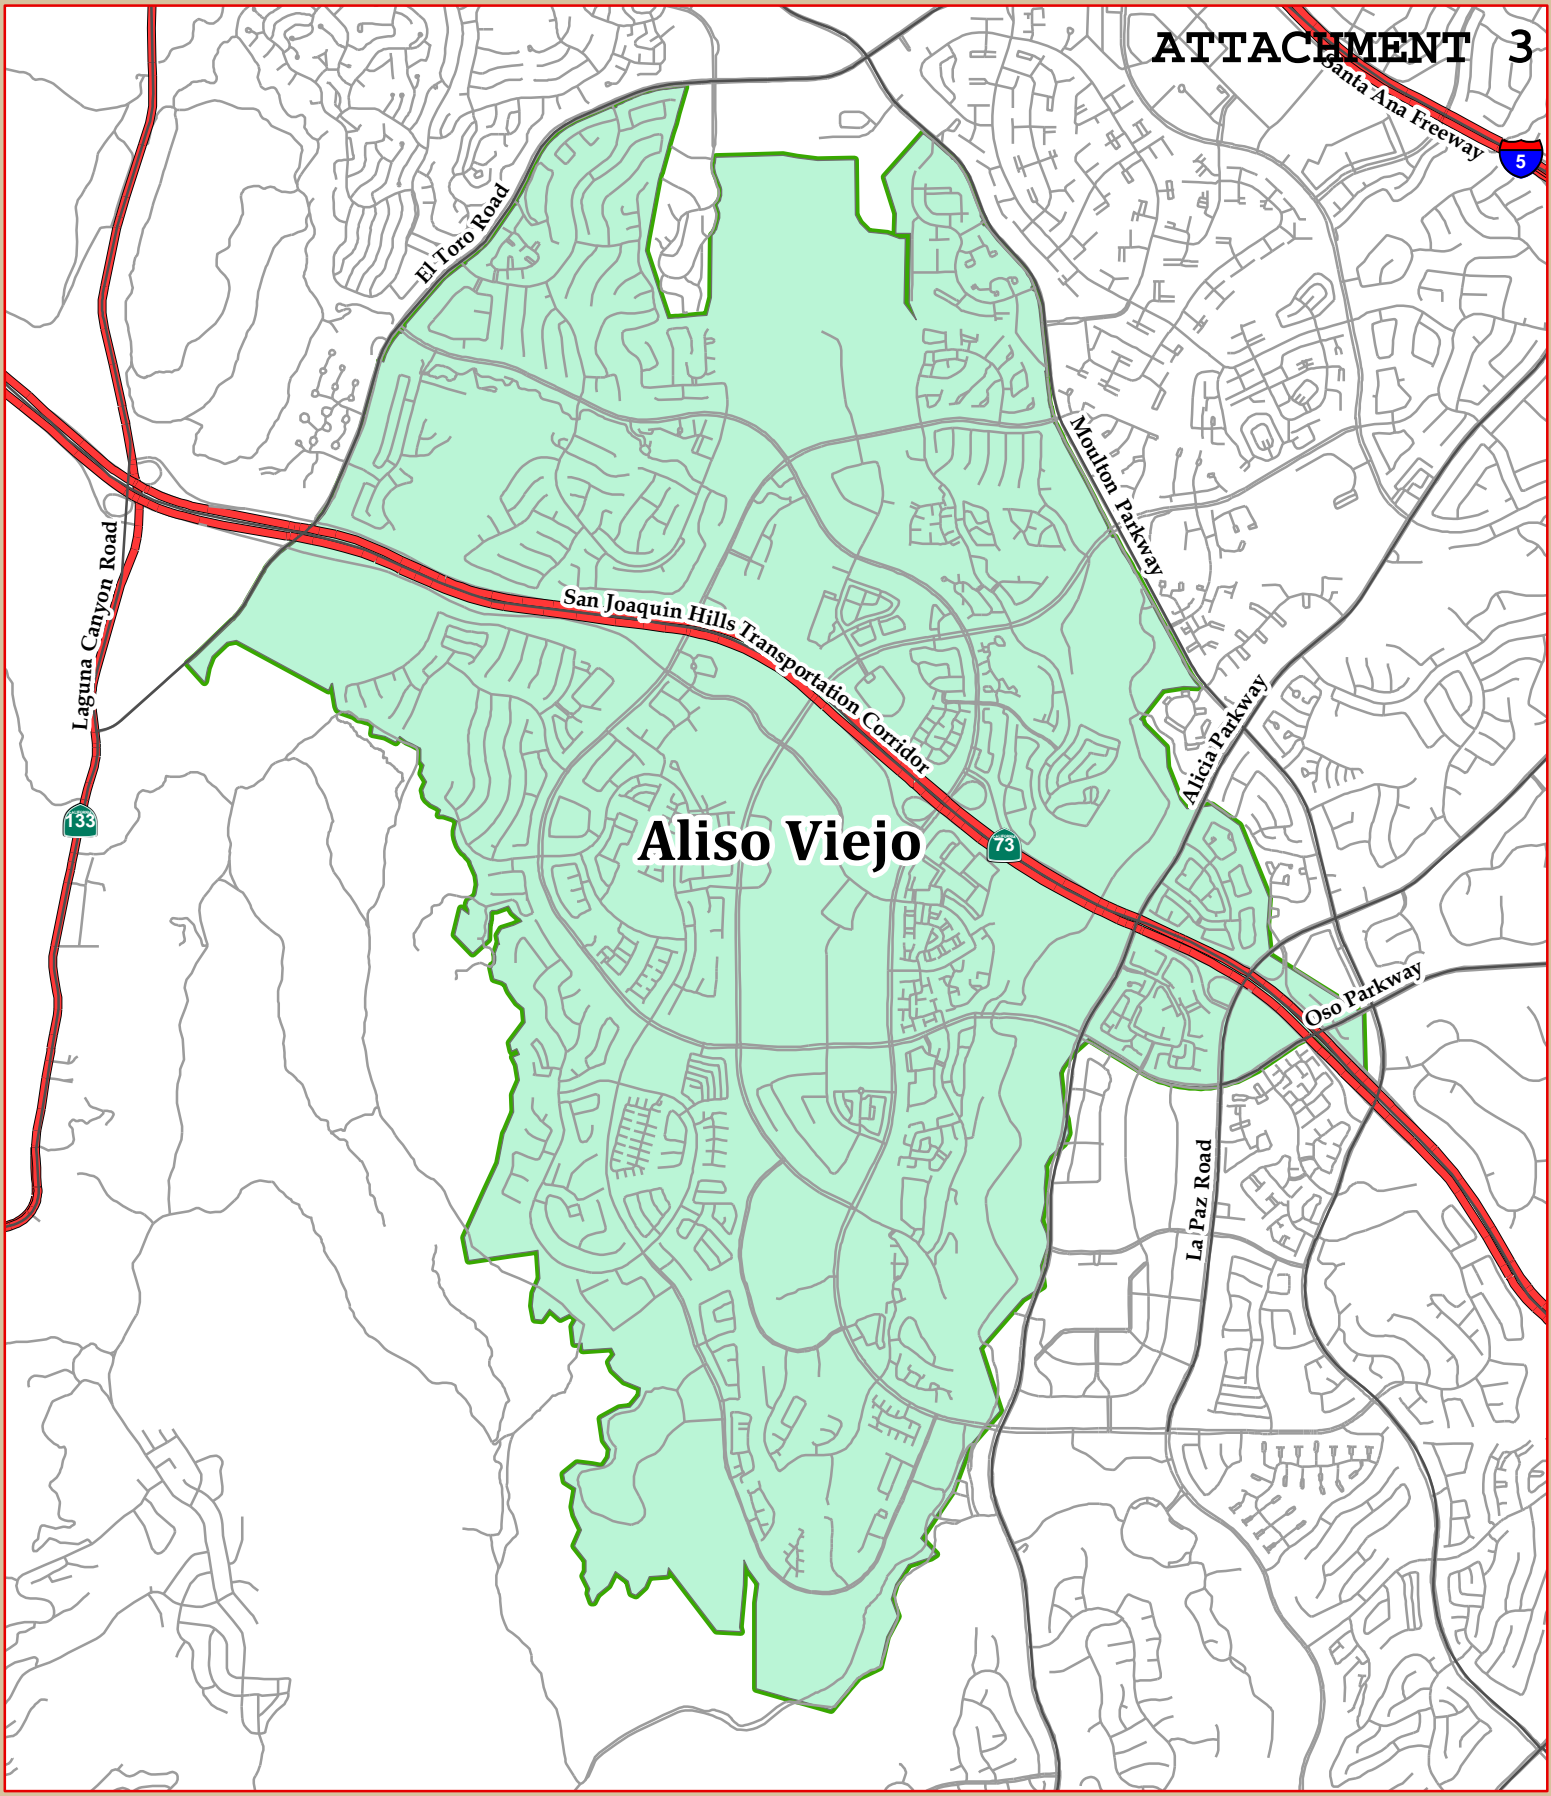 ATTACHMENT 3
Santa Ana Freeway
5
El Toro Road
Moulton Parkway
Laguna Canyon Road
San Joaquin Hills Transportation Corridor
Alicia Parkway
133
Aliso Viejo
73
Oso Parkway
La Paz Road